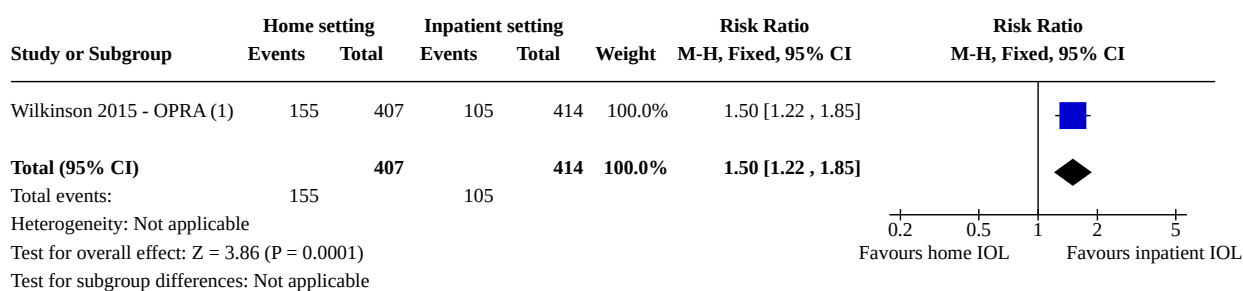 Home setting Inpatient setting Risk Ratio Risk Ratio
Study or Subgroup Events Total Events Total Weight M-H, Fixed, 95% CI M-H, Fixed, 95% CI
Wilkinson 2015 - OPRA (1) 155 407 105 414 100.0% 1.50 [1.22 , 1.85]
Total (95% CI) 407 414 100.0% 1.50 [1.22 , 1.85]
Total events: 155 105
Heterogeneity: Not applicable
0.2 0.5 1 2 5
Test for overall effect: Z = 3.86 (P = 0.0001) Favours home IOL Favours inpatient IOL
Test for subgroup differences: Not applicable